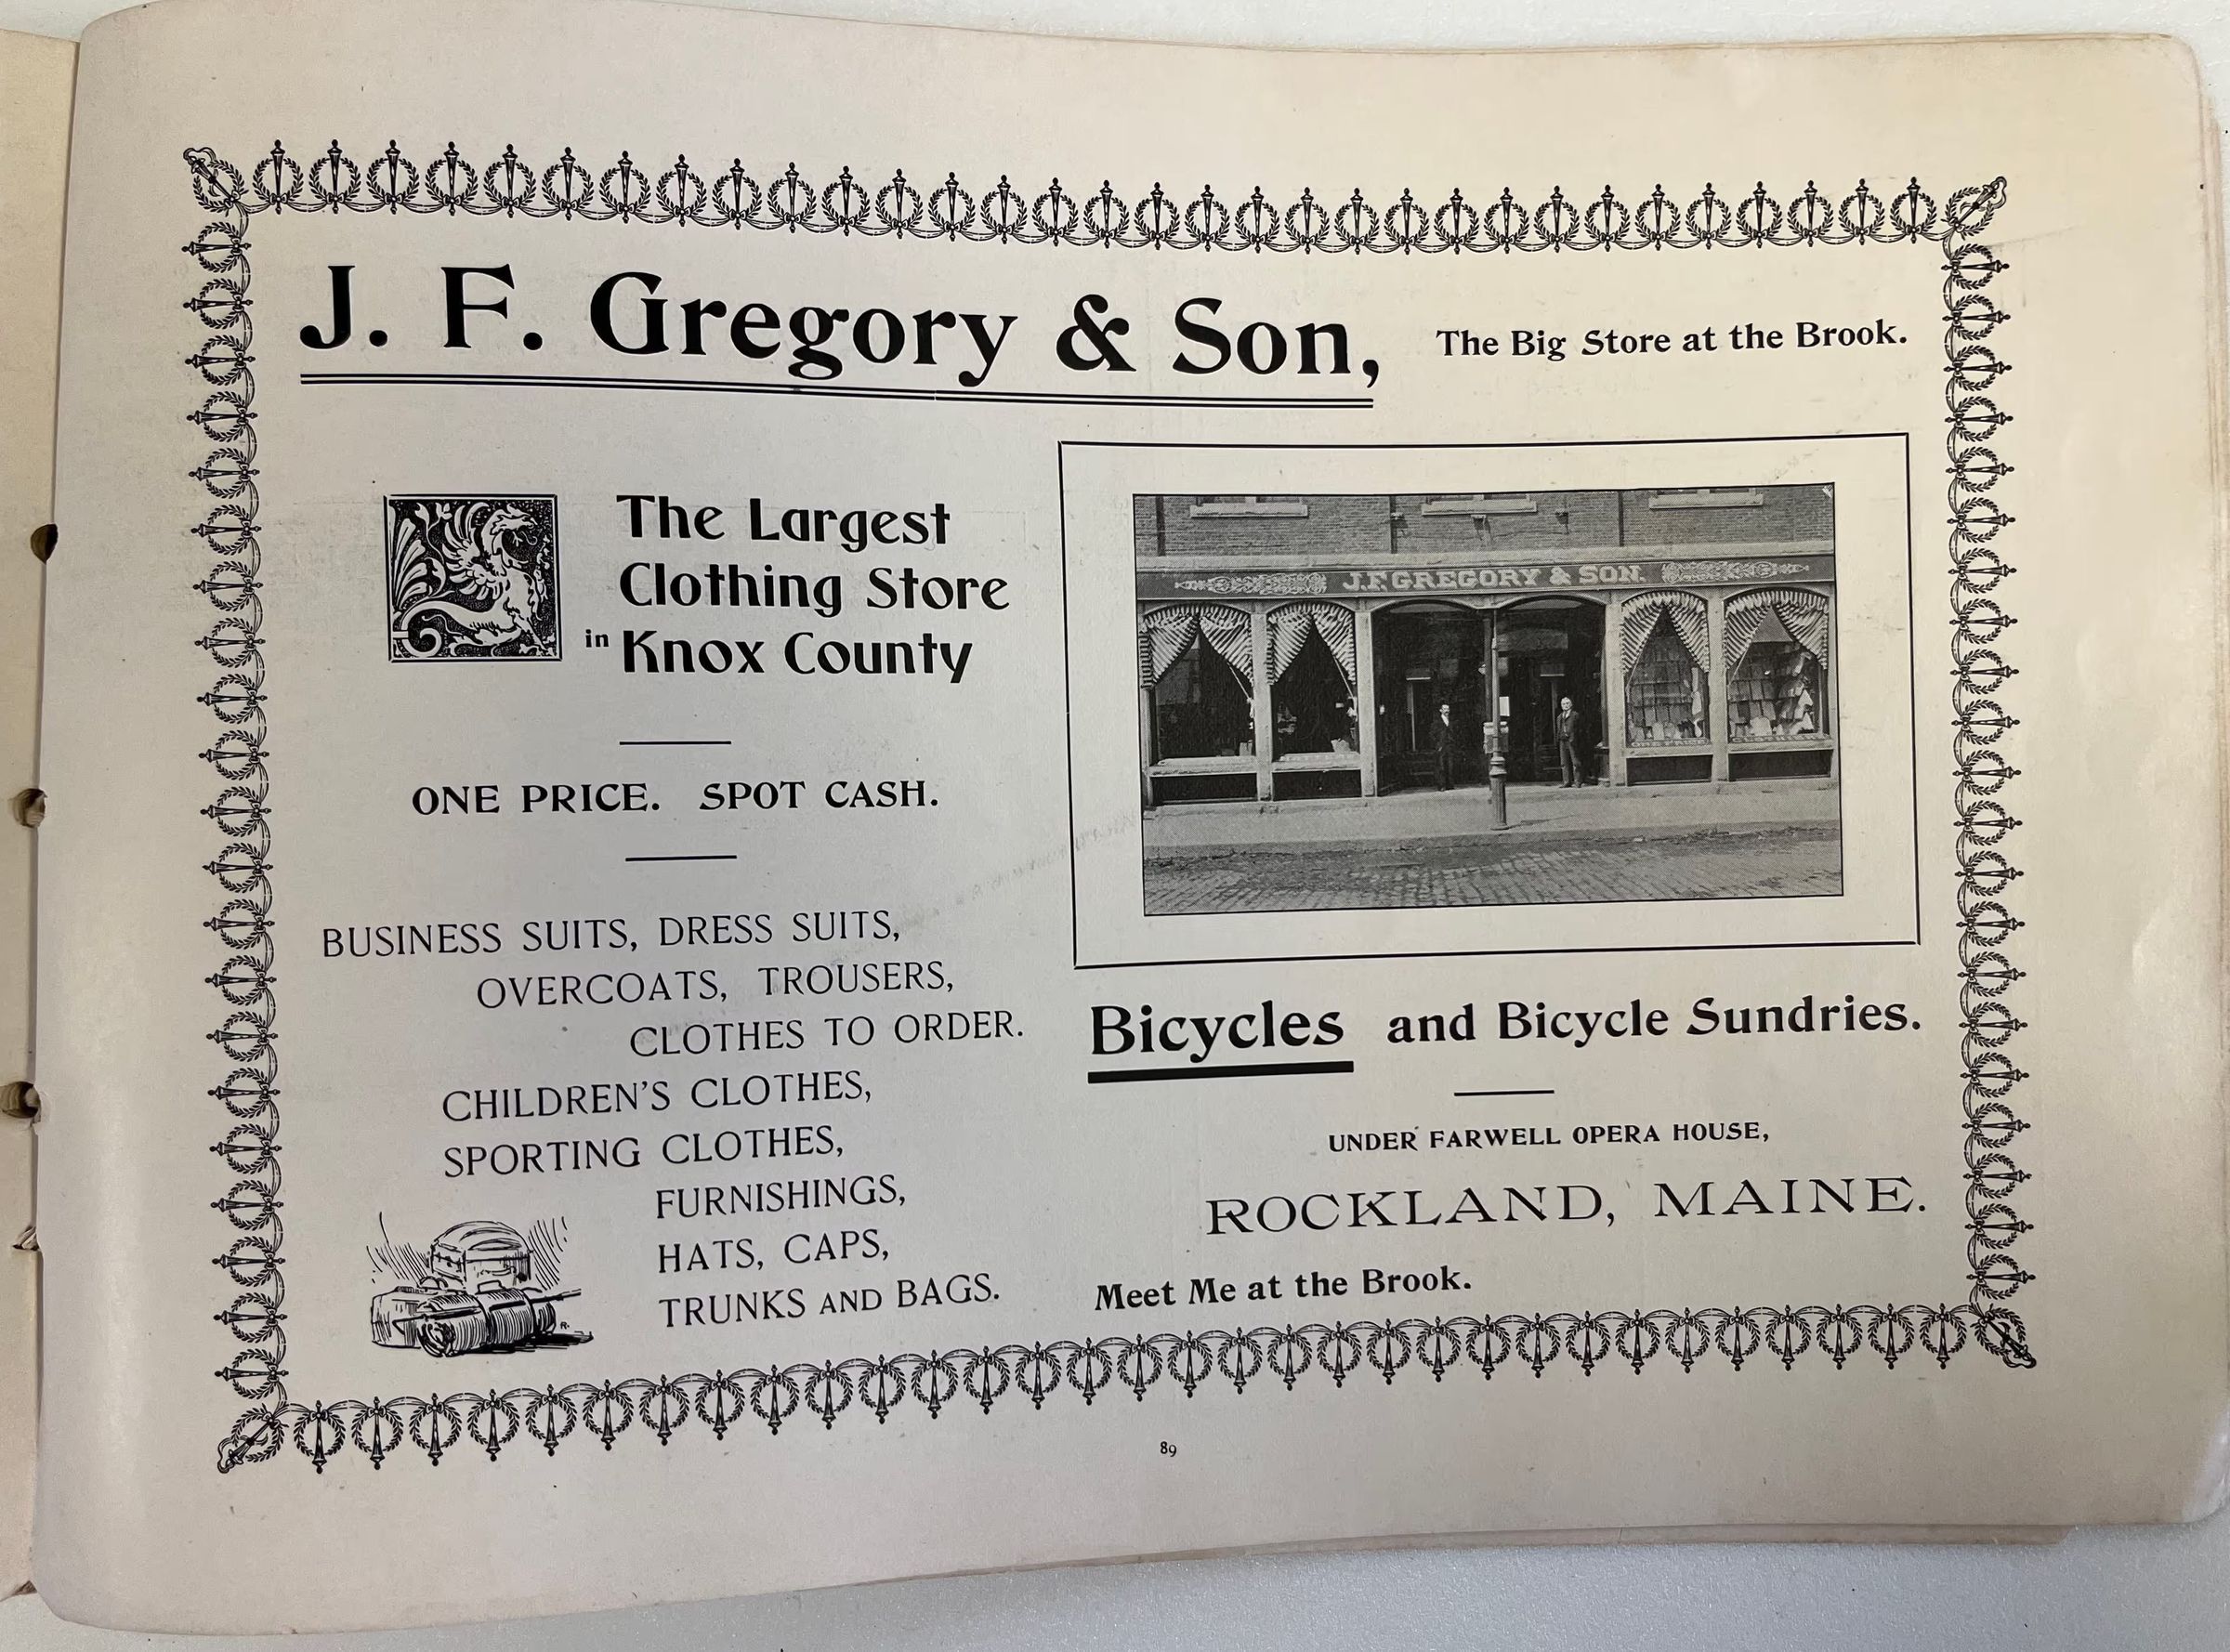 J. F. Gregory & Son,
The Big Store at the Brook.
The Largest
Clothing Store
in Knox County
ONE PRICE. SPOT CASH.
BUSINESS SUITS, DRESS SUITS,
OVERCOATS, TROUSERS,
CLOTHES TO ORDER.
CHILDREN'S CLOTHES,
SPORTING CLOTHES,
FURNISHINGS,
HATS, CAPS,
TRUNKS AND BAGS.
R.
J.F. GREGORY & SON.
ONE PRICE
Bicycles and Bicycle Sundries.
UNDER FARWELL OPERA HOUSE,
ROCKLAND, MAINE.
Meet Me at the Brook.
89